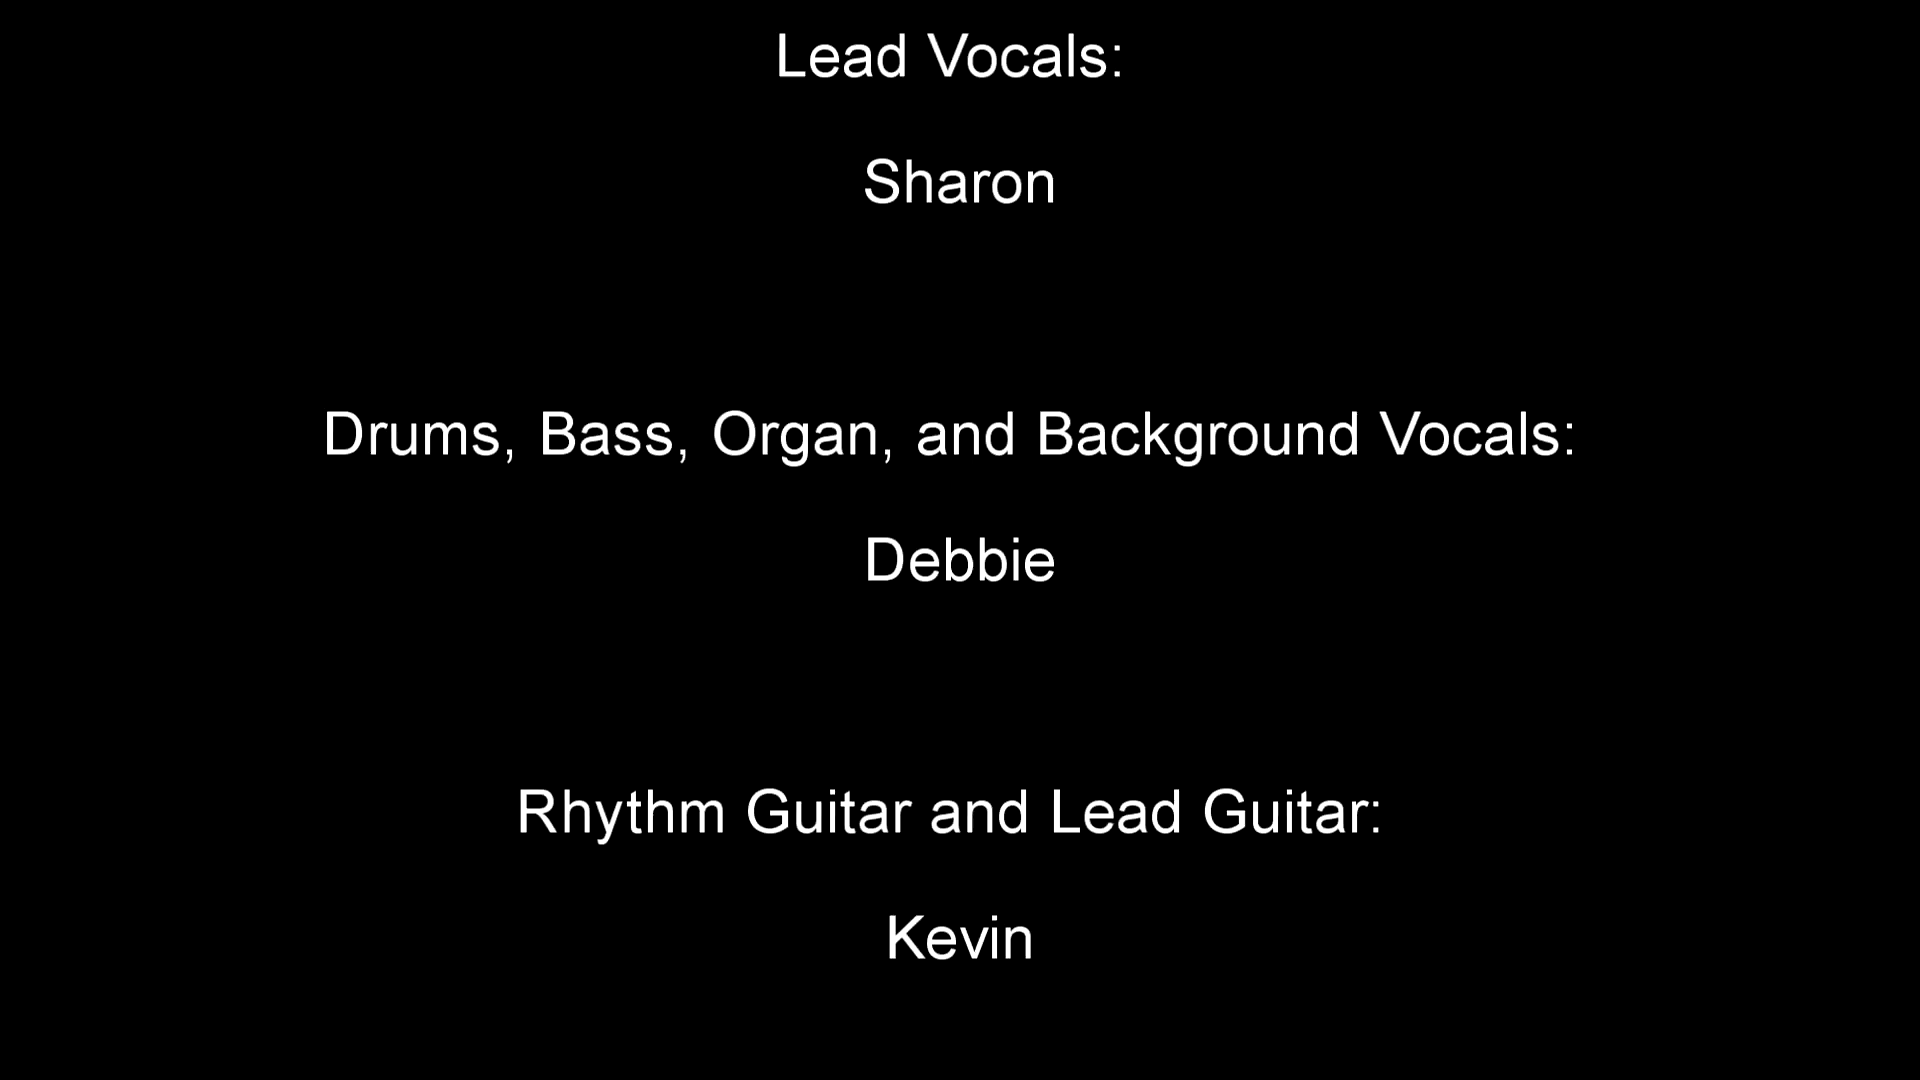 Lead Vocals:
Sharon
Drums, Bass, Organ, and Background Vocals:
Debbie
Rhythm Guitar and Lead Guitar:
Kevin